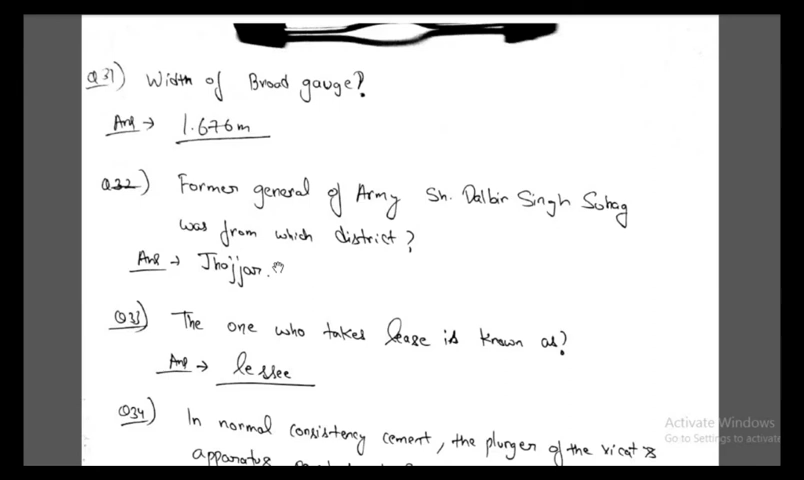 Q31) Width of Broad gauge?
Ans → 1.676m
Q32) Former general of Army Sh. Dalbir Singh Suhag
was from which district?
Ans → Jhajjar.
Q33) The one who takes lease is known as?
Ans → lessee
Q34) In normal consistency cement, the plunger of the vicat's
apparatus
Activate Windows
Go to Settings to activate